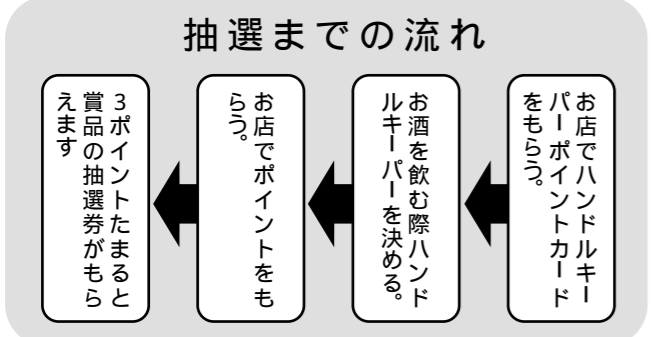 抽選までの流れ
お店でハンドルキー
パーポイントカード
をもらう。
お酒を飲む際ハンド
ルキーパーを決める。
お店でポイントをも
らう。
3ポイントたまると
賞品の抽選券がもら
えます